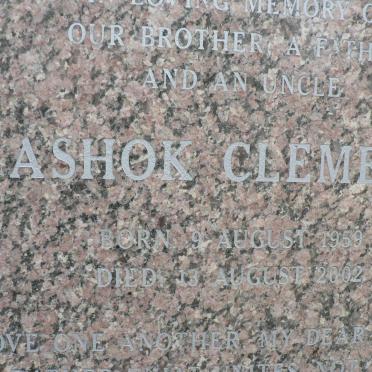 LOVING MEMORY O
OUR BROTHER, A FATH
AND AN UNCLE
ASHOK CLEME
BORN 9 AUGUST 1959
DIED 13 AUGUST 2002
OVE ONE ANOTHER MY DEAR